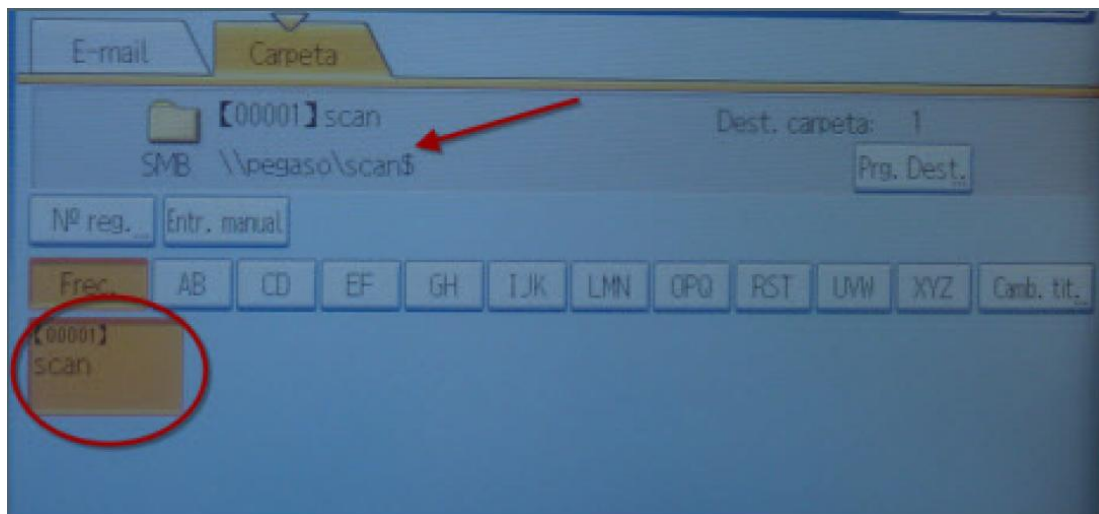 E-mail
Carpeta
【00001】scan
Dest. carpeta: 1
SMB \\pegaso\scan$
Prg. Dest.
Nº reg.
Entr. manual
Frec. AB CD EF GH IJK LMN OPQ RST UVW XYZ Camb. tit.
【00001】
scan